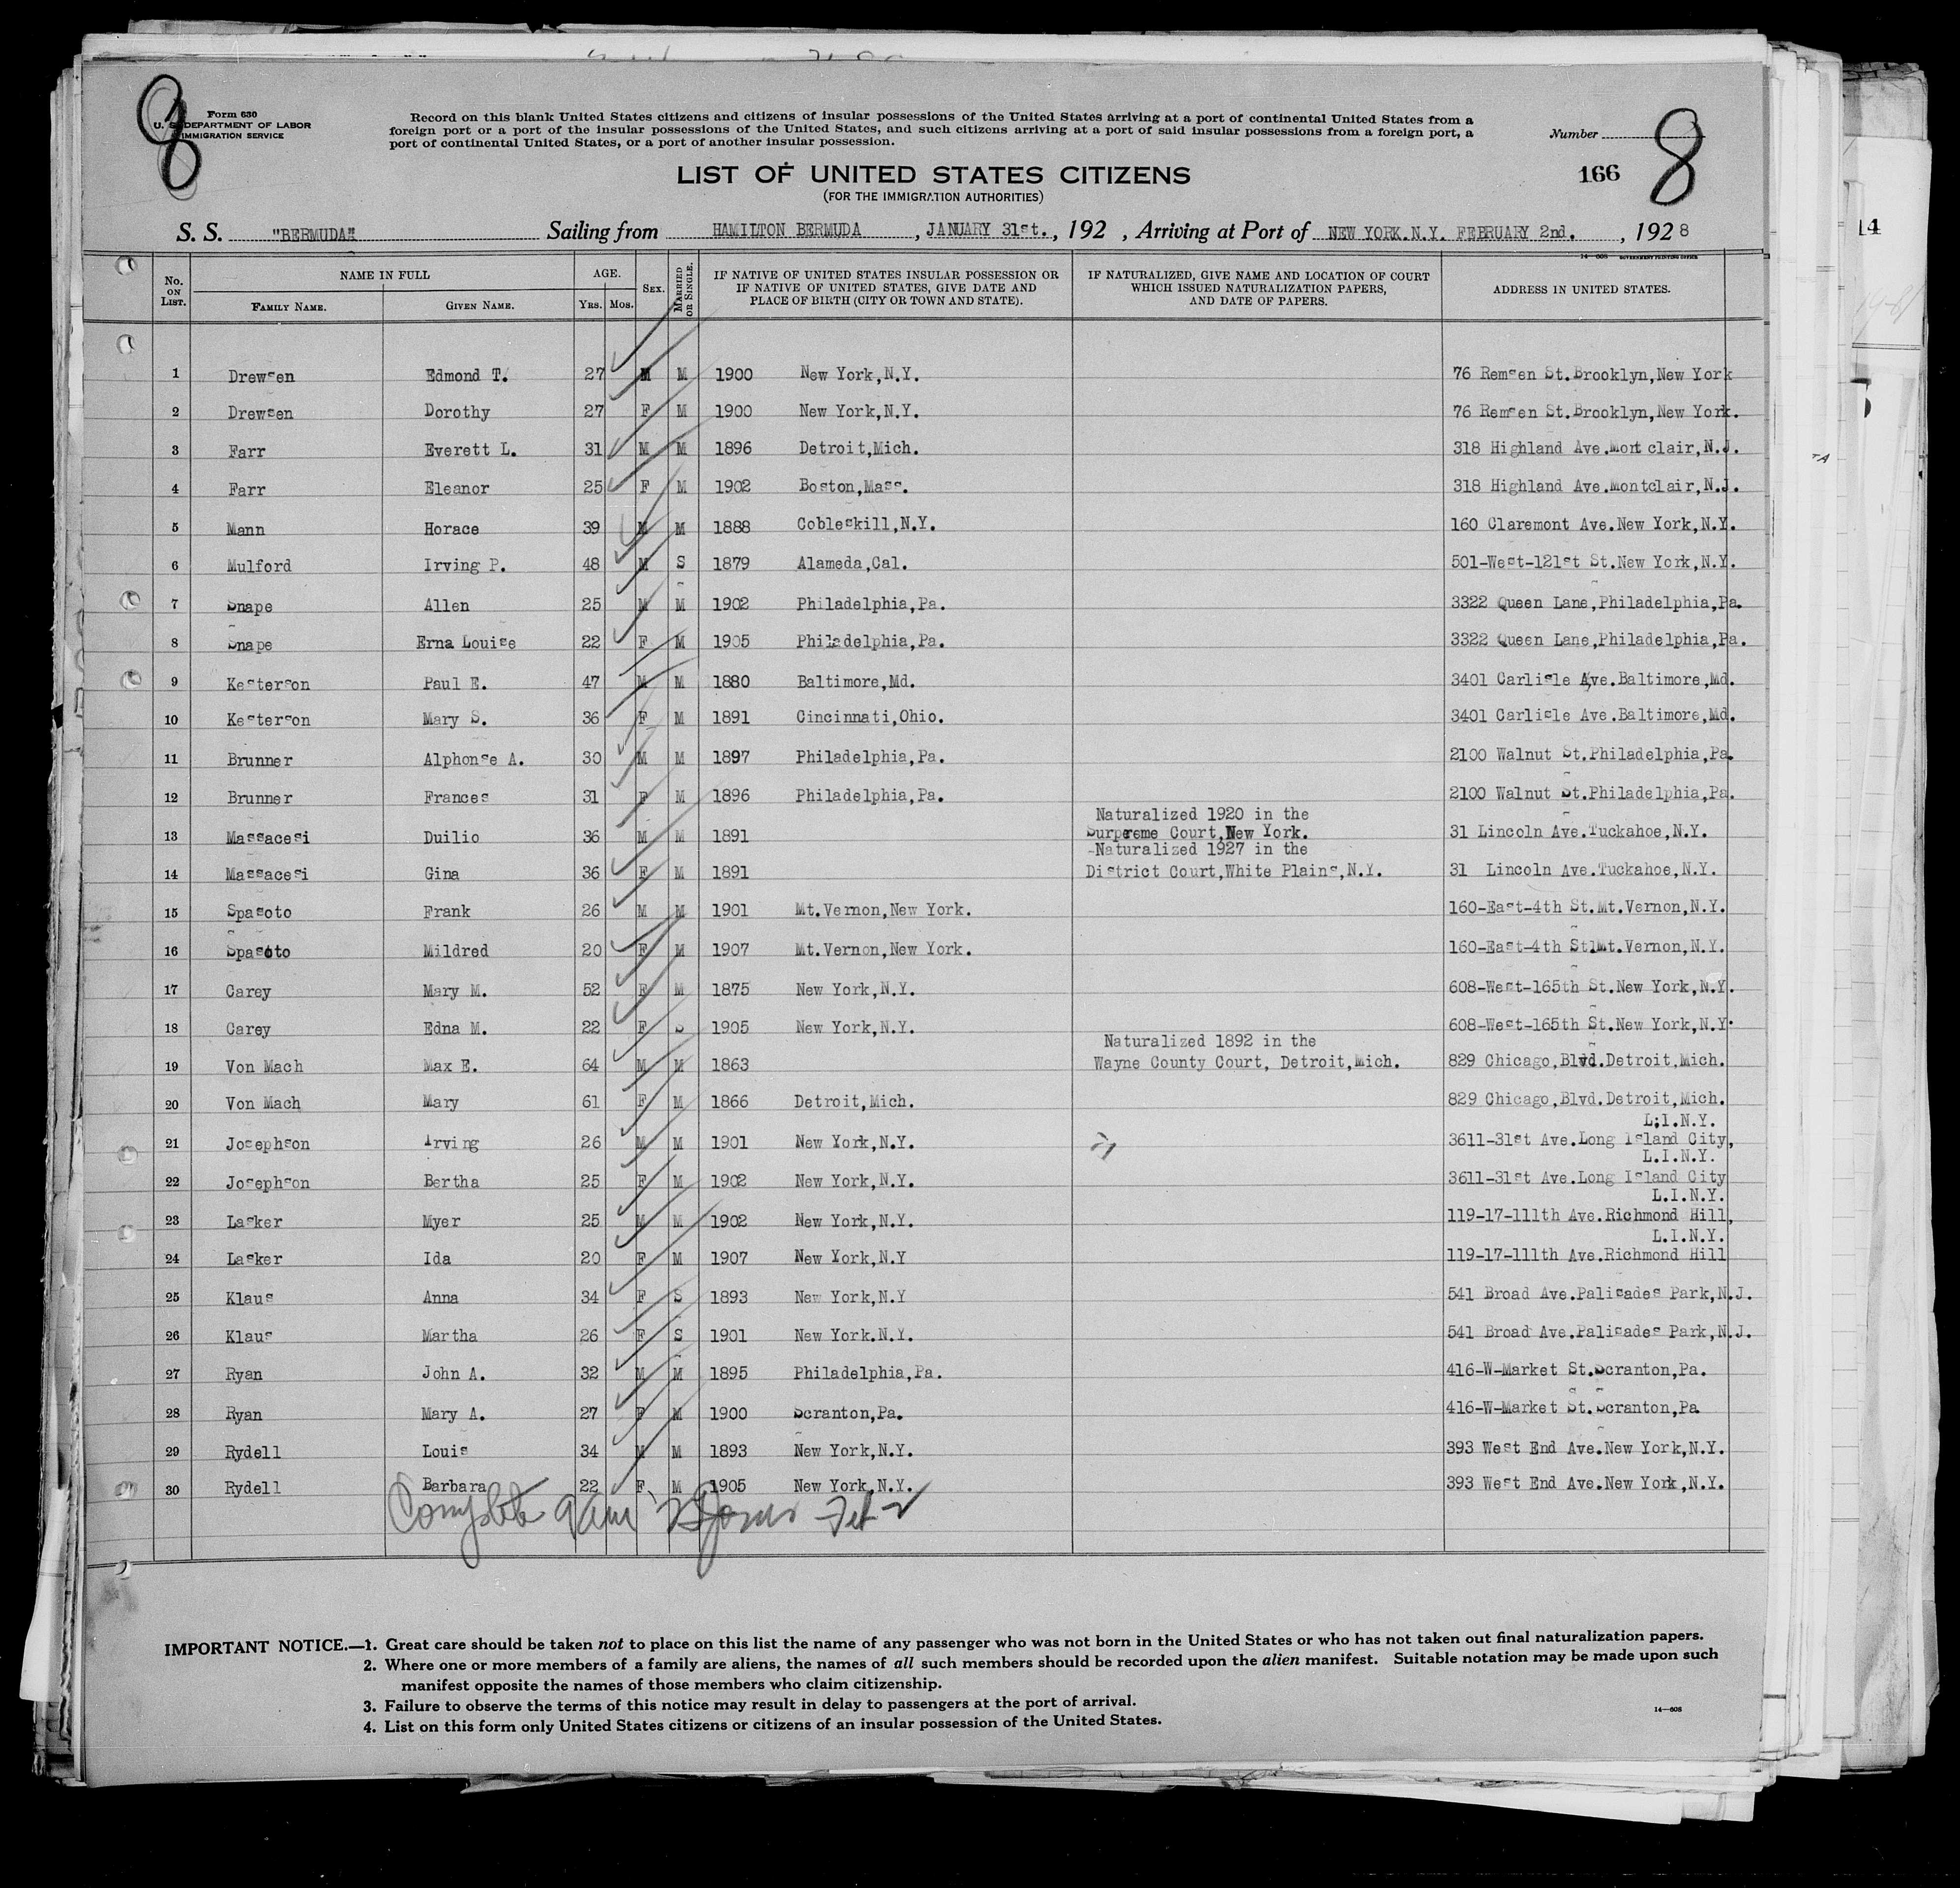 8
Form 630
U. S. DEPARTMENT OF LABOR
IMMIGRATION SERVICE
Record on this blank United States citizens and citizens of insular possessions of the United States arriving at a port of continental United States from a
foreign port or a port of the insular possessions of the United States, and such citizens arriving at a port of said insular possessions from a foreign port, a
port of continental United States, or a port of another insular possession.
Number 8
LIST OF UNITED STATES CITIZENS
166
(FOR THE IMMIGRATION AUTHORITIES)
S. S. "BERMUDA" Sailing from HAMILTON BERMUDA , JANUARY 31st. , 192 , Arriving at Port of NEW YORK.N.Y. FEBRUARY 2nd. , 1928
14—608 GOVERNMENT PRINTING OFFICE
No. ON LIST. NAME IN FULL FAMILY NAME. GIVEN NAME. AGE. YRS. MOS. SEX. MARRIED OR SINGLE. IF NATIVE OF UNITED STATES INSULAR POSSESSION OR IF NATIVE OF UNITED STATES, GIVE DATE AND PLACE OF BIRTH (CITY OR TOWN AND STATE). IF NATURALIZED, GIVE NAME AND LOCATION OF COURT WHICH ISSUED NATURALIZATION PAPERS, AND DATE OF PAPERS. ADDRESS IN UNITED STATES.
1 Drewsen Edmond T. 27 M M 1900 New York,N.Y. 76 Remsen St.Brooklyn,New York
2 Drewsen Dorothy 27 F M 1900 New York,N.Y. 76 Remsen St.Brooklyn,New York.
3 Farr Everett L. 31 M M 1896 Detroit,Mich. 318 Highland Ave.Montclair,N.J.
4 Farr Eleanor 25 F M 1902 Boston,Mass. 318 Highland Ave.Montclair,N.J.
5 Mann Horace 39 M M 1888 Cobleskill,N.Y. 160 Claremont Ave.New York,N.Y.
6 Mulford Irving P. 48 M S 1879 Alameda,Cal. 501-West-121st St.New York,N.Y.
7 Snape Allen 25 M M 1902 Philadelphia,Pa. 3322 Queen Lane,Philadelphia,Pa.
8 Snape Erna Louise 22 F M 1905 Philadelphia,Pa. 3322 Queen Lane,Philadelphia,Pa.
9 Kesterson Paul E. 47 M M 1880 Baltimore,Md. 3401 Carlisle Ave.Baltimore,Md.
10 Kesterson Mary S. 36 F M 1891 Cincinnati,Ohio. 3401 Carlisle Ave.Baltimore,Md.
11 Brunner Alphonse A. 30 M M 1897 Philadelphia,Pa. 2100 Walnut St.Philadelphia,Pa.
12 Brunner Frances 31 F M 1896 Philadelphia,Pa. 2100 Walnut St.Philadelphia,Pa.
Naturalized 1920 in the
13 Massacesi Duilio 36 M M 1891 Surpreme Court,New York. 31 Lincoln Ave.Tuckahoe,N.Y.
Naturalized 1927 in the
14 Massacesi Gina 36 F M 1891 District Court,White Plains,N.Y. 31 Lincoln Ave.Tuckahoe,N.Y.
15 Spasoto Frank 26 M M 1901 Mt.Vernon,New York. 160-East-4th St.Mt.Vernon,N.Y.
16 Spasoto Mildred 20 F M 1907 Mt.Vernon,New York. 160-East-4th St.Mt.Vernon,N.Y.
17 Carey Mary M. 52 F M 1875 New York,N.Y. 608-West-165th St.New York,N.Y.
18 Carey Edna M. 22 F S 1905 New York,N.Y. 608-West-165th St.New York,N.Y.
Naturalized 1892 in the
19 Von Mach Max E. 64 M M 1863 Wayne County Court, Detroit,Mich. 829 Chicago,Blvd.Detroit,Mich.
20 Von Mach Mary 61 F M 1866 Detroit,Mich. 829 Chicago,Blvd.Detroit,Mich.
L.I.N.Y.
21 Josephson Irving 26 M M 1901 New York,N.Y. 3611-31st Ave.Long Island City,
L.I.N.Y.
22 Josephson Bertha 25 F M 1902 New York,N.Y. 3611-31st Ave.Long Island City
L.I.N.Y.
23 Lasker Myer 25 M M 1902 New York,N.Y. 119-17-111th Ave.Richmond Hill,
L.I.N.Y.
24 Lasker Ida 20 F M 1907 New York,N.Y 119-17-111th Ave.Richmond Hill
25 Klaus Anna 34 F S 1893 New York,N.Y 541 Broad Ave.Palisades Park,N.J.
26 Klaus Martha 26 F S 1901 New York.N.Y. 541 Broad Ave.Palisades Park,N.J.
27 Ryan John A. 32 M M 1895 Philadelphia,Pa. 416-W-Market St.Scranton,Pa.
28 Ryan Mary A. 27 F M 1900 Scranton,Pa. 416-W-Market St.Scranton,Pa
29 Rydell Louis 34 M M 1893 New York,N.Y. 393 West End Ave.New York,N.Y.
30 Rydell Barbara 22 F M 1905 New York,N.Y. 393 West End Ave.New York,N.Y.
Complete 9 am Feb 2
IMPORTANT NOTICE.—1. Great care should be taken not to place on this list the name of any passenger who was not born in the United States or who has not taken out final naturalization papers.
2. Where one or more members of a family are aliens, the names of all such members should be recorded upon the alien manifest. Suitable notation may be made upon such
manifest opposite the names of those members who claim citizenship.
3. Failure to observe the terms of this notice may result in delay to passengers at the port of arrival.
4. List on this form only United States citizens or citizens of an insular possession of the United States.
14—608